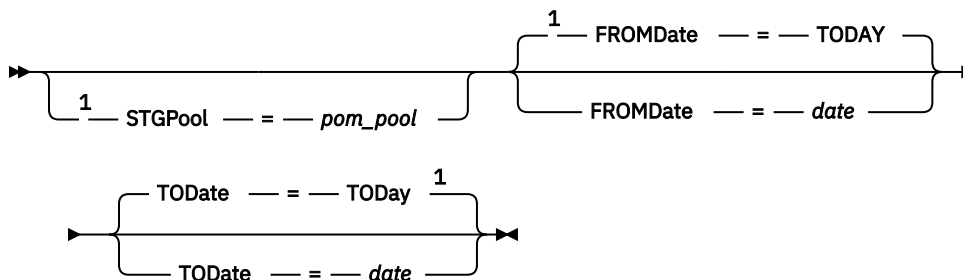 1 FROMDate = TODAY
1 STGPool = pom_pool
FROMDate = date
TODate = TODay 1
TODate = date